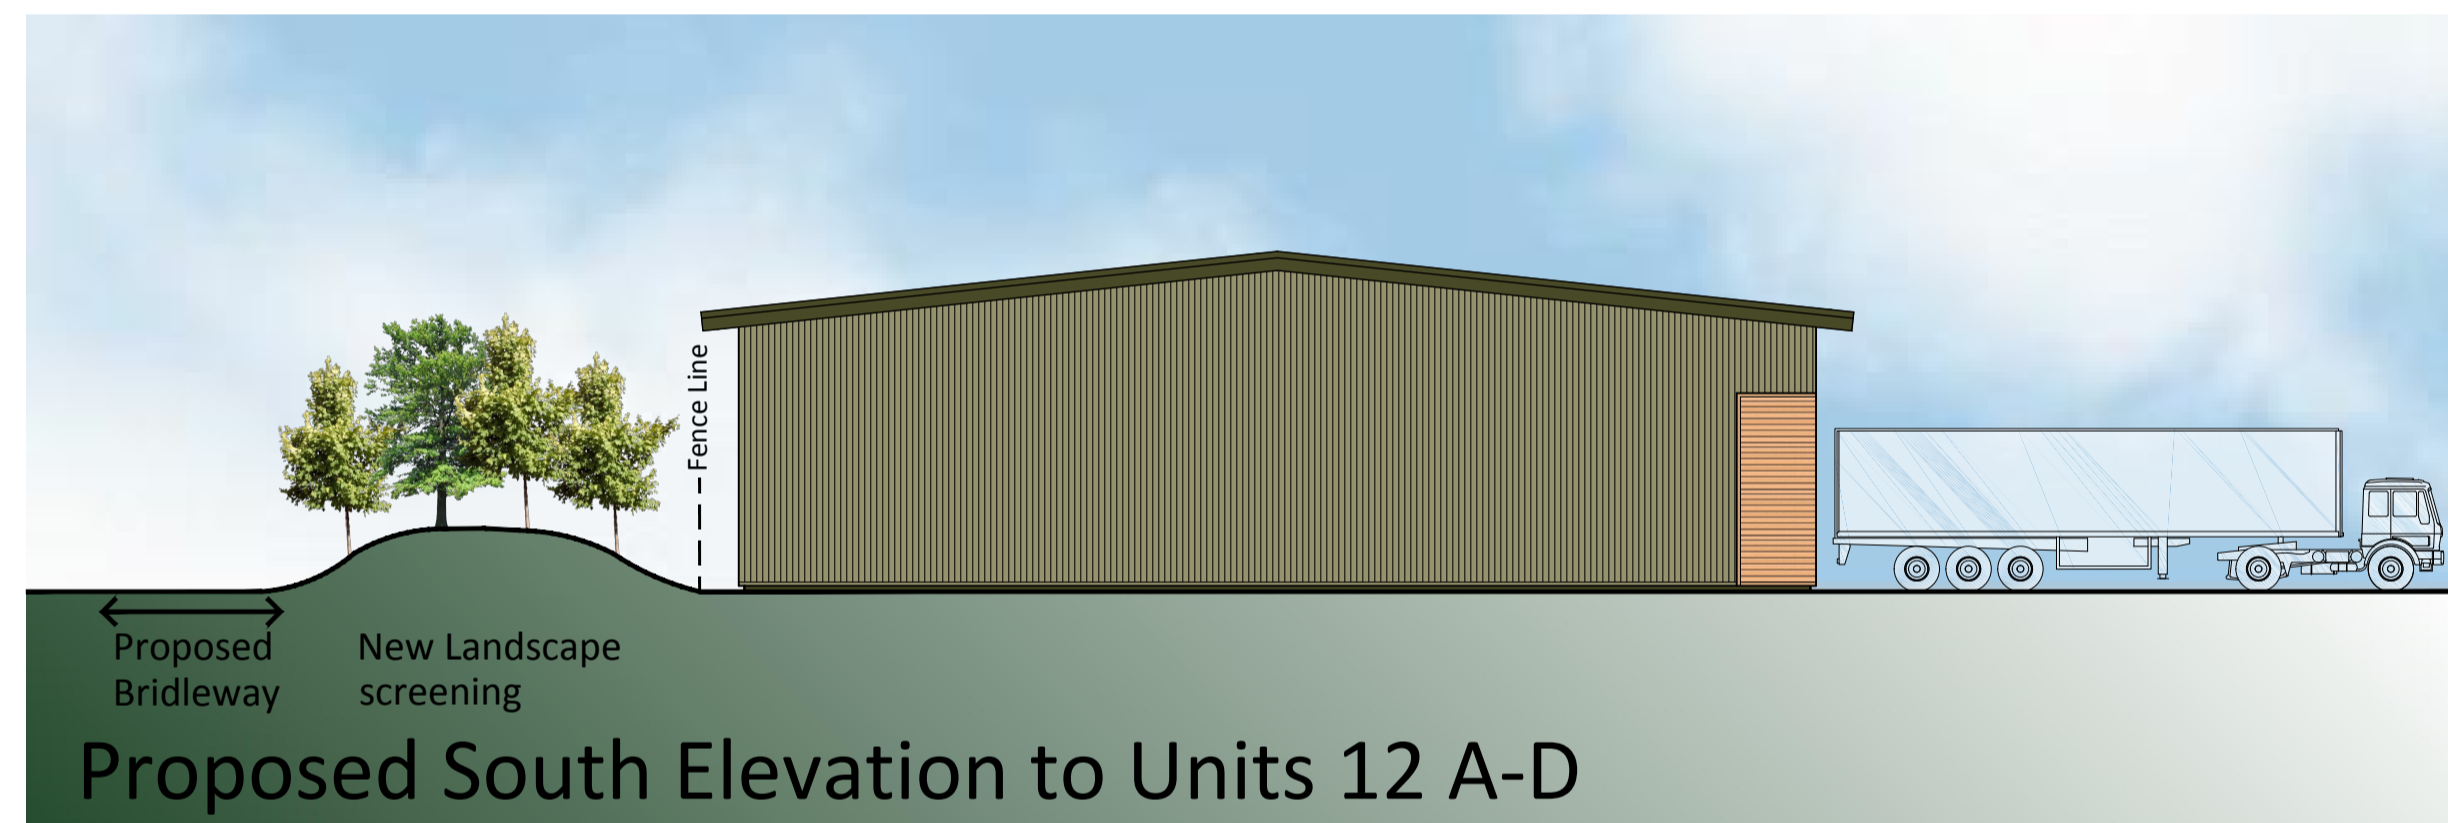 Fence Line
Proposed
Bridleway
New Landscape
screening
Proposed South Elevation to Units 12 A-D